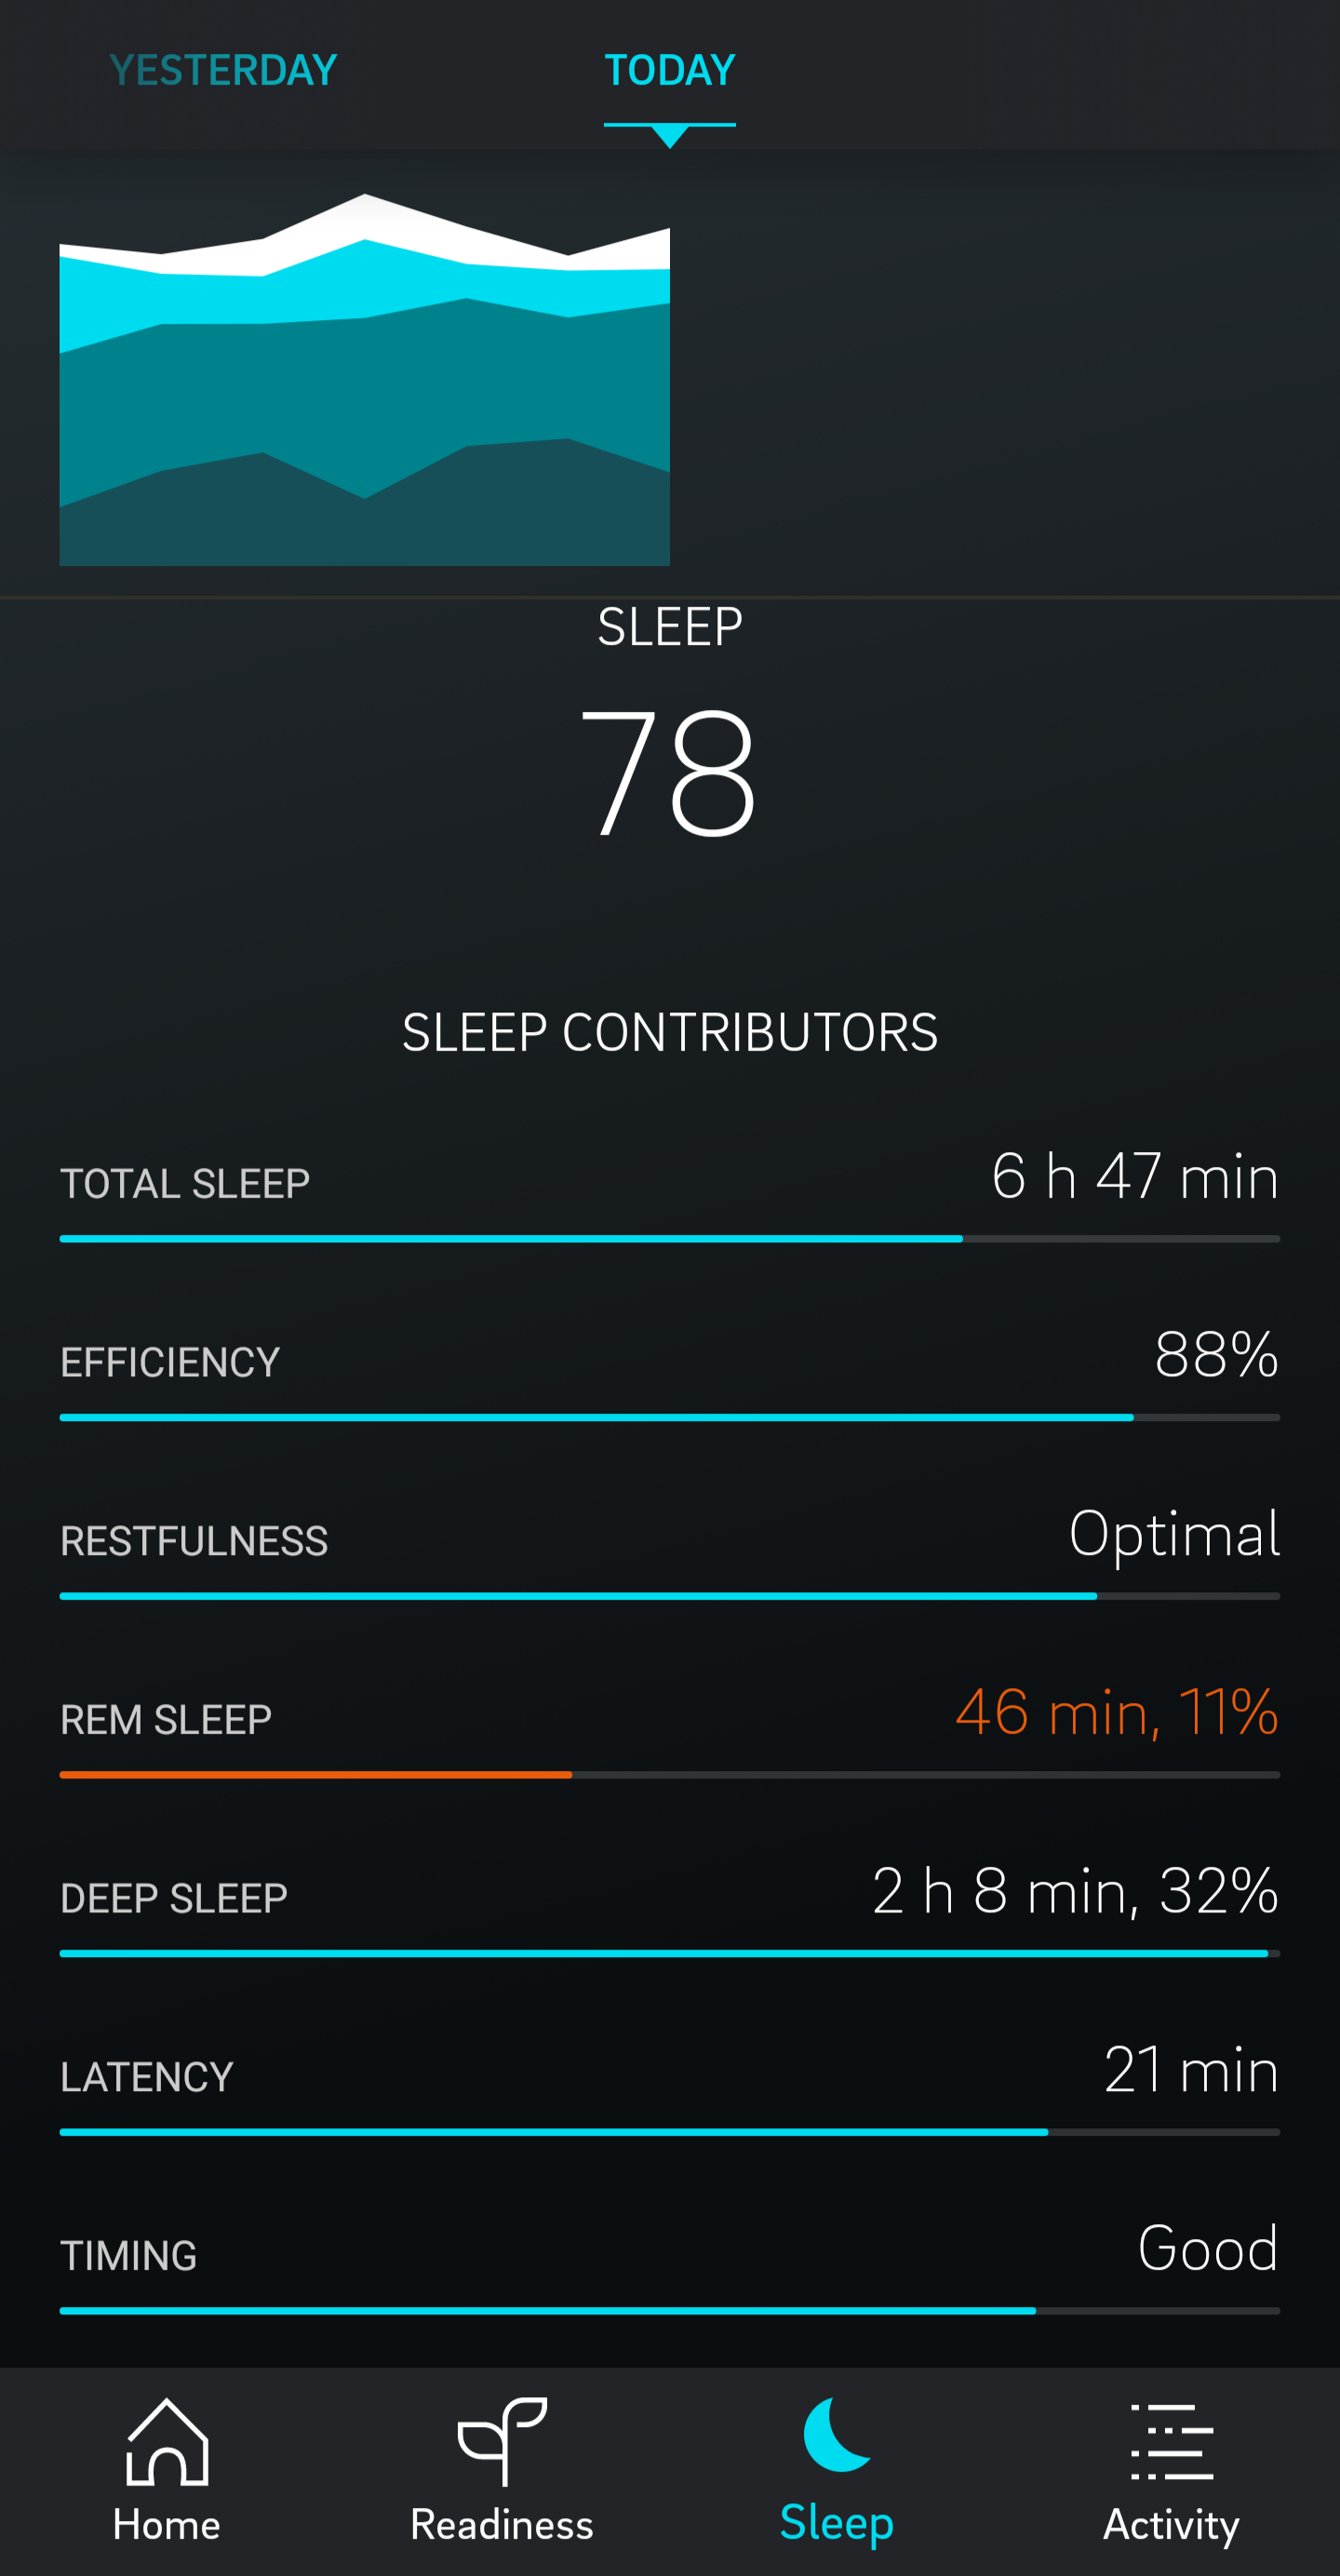 YESTERDAY TODAY
SLEEP
78
SLEEP CONTRIBUTORS
TOTAL SLEEP 6 h 47 min
EFFICIENCY 88%
RESTFULNESS Optimal
REM SLEEP 46 min, 11%
DEEP SLEEP 2 h 8 min, 32%
LATENCY 21 min
TIMING Good
Home Readiness Sleep Activity